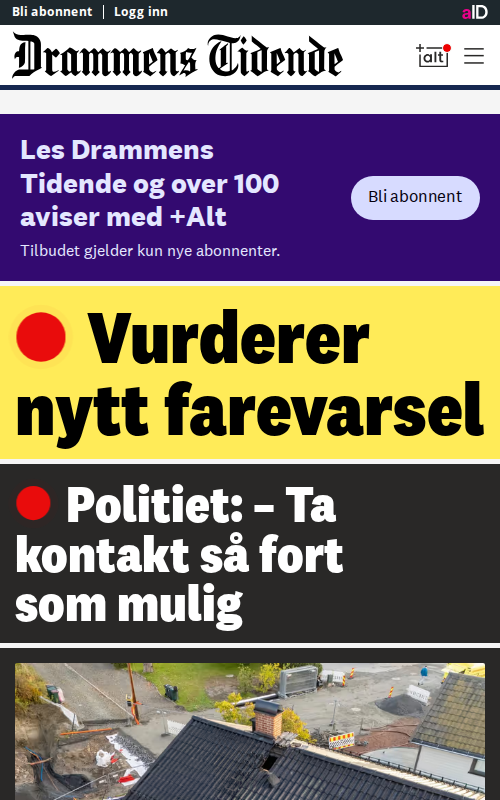 Bli abonnent | Logg inn
aID
Drammens Tidende
+alt
Les Drammens
Tidende og over 100
aviser med +Alt
Bli abonnent
Tilbudet gjelder kun nye abonnenter.
Vurderer
nytt farevarsel
Politiet: – Ta
kontakt så fort
som mulig